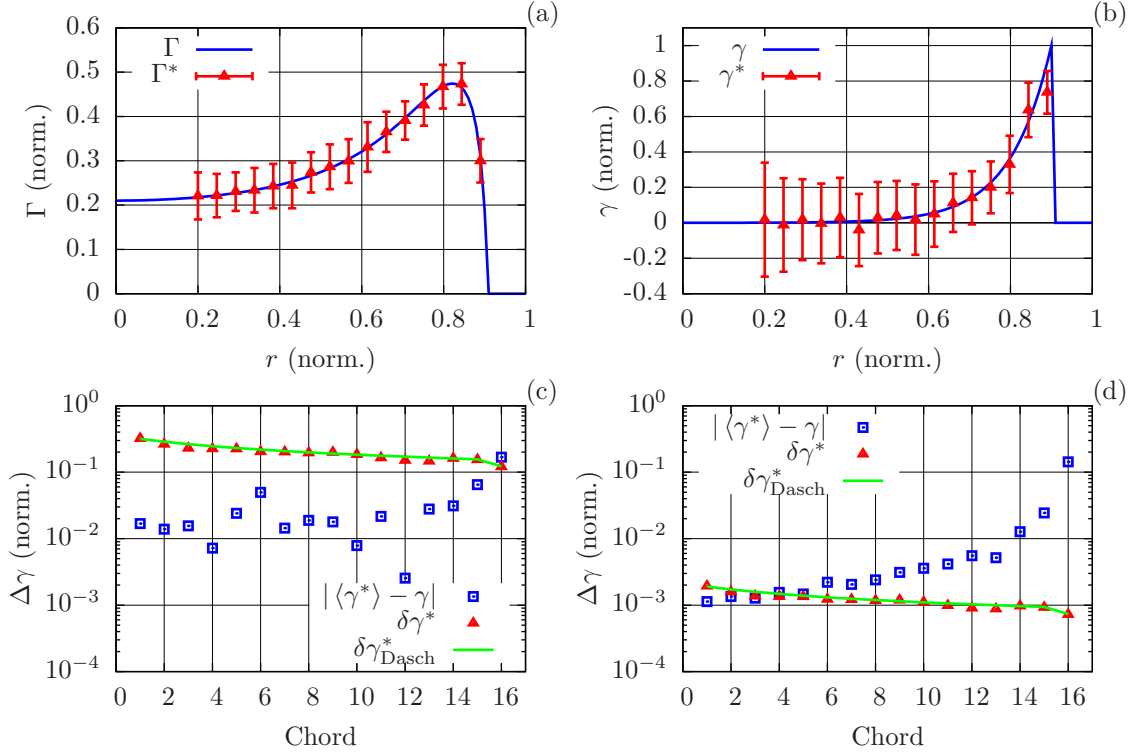 (a)
0.6
0.5
0.4
0.3
0.2
0.1
0
Γ (norm.)
Γ
Γ*
0 0.2 0.4 0.6 0.8 1
r (norm.)
(b)
1
0.8
0.6
0.4
0.2
0
-0.2
-0.4
γ (norm.)
γ
γ*
0 0.2 0.4 0.6 0.8 1
r (norm.)
(c)
10^0
10^-1
10^-2
10^-3
10^-4
Δγ (norm.)
|⟨γ*⟩ − γ|
δγ*
δγ*_Dasch
0 2 4 6 8 10 12 14 16
Chord
(d)
10^0
10^-1
10^-2
10^-3
10^-4
Δγ (norm.)
|⟨γ*⟩ − γ|
δγ*
δγ*_Dasch
0 2 4 6 8 10 12 14 16
Chord